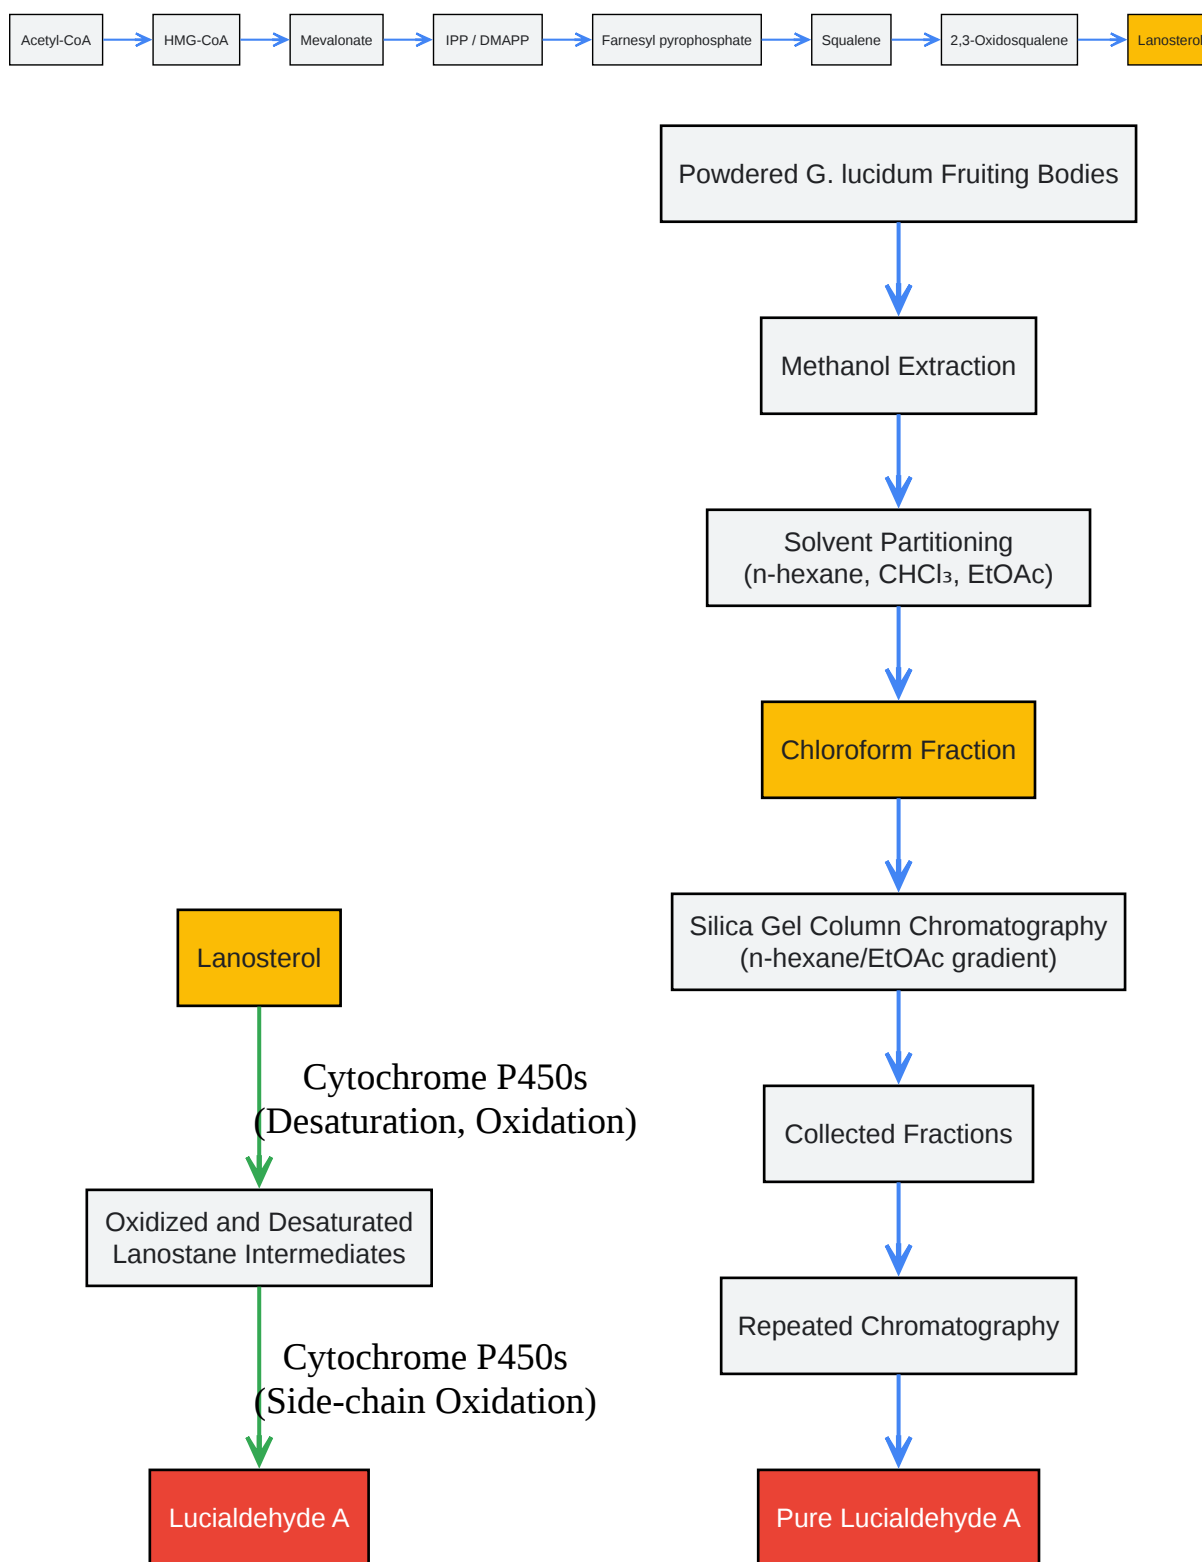 Acetyl-CoA
HMG-CoA
Mevalonate
IPP / DMAPP
Farnesyl pyrophosphate
Squalene
2,3-Oxidosqualene
Lanosterol
Powdered G. lucidum Fruiting Bodies
Methanol Extraction
Solvent Partitioning
(n-hexane, CHCl₃, EtOAc)
Chloroform Fraction
Silica Gel Column Chromatography
(n-hexane/EtOAc gradient)
Collected Fractions
Repeated Chromatography
Pure Lucialdehyde A
Lanosterol
Cytochrome P450s
(Desaturation, Oxidation)
Oxidized and Desaturated
Lanostane Intermediates
Cytochrome P450s
(Side-chain Oxidation)
Lucialdehyde A